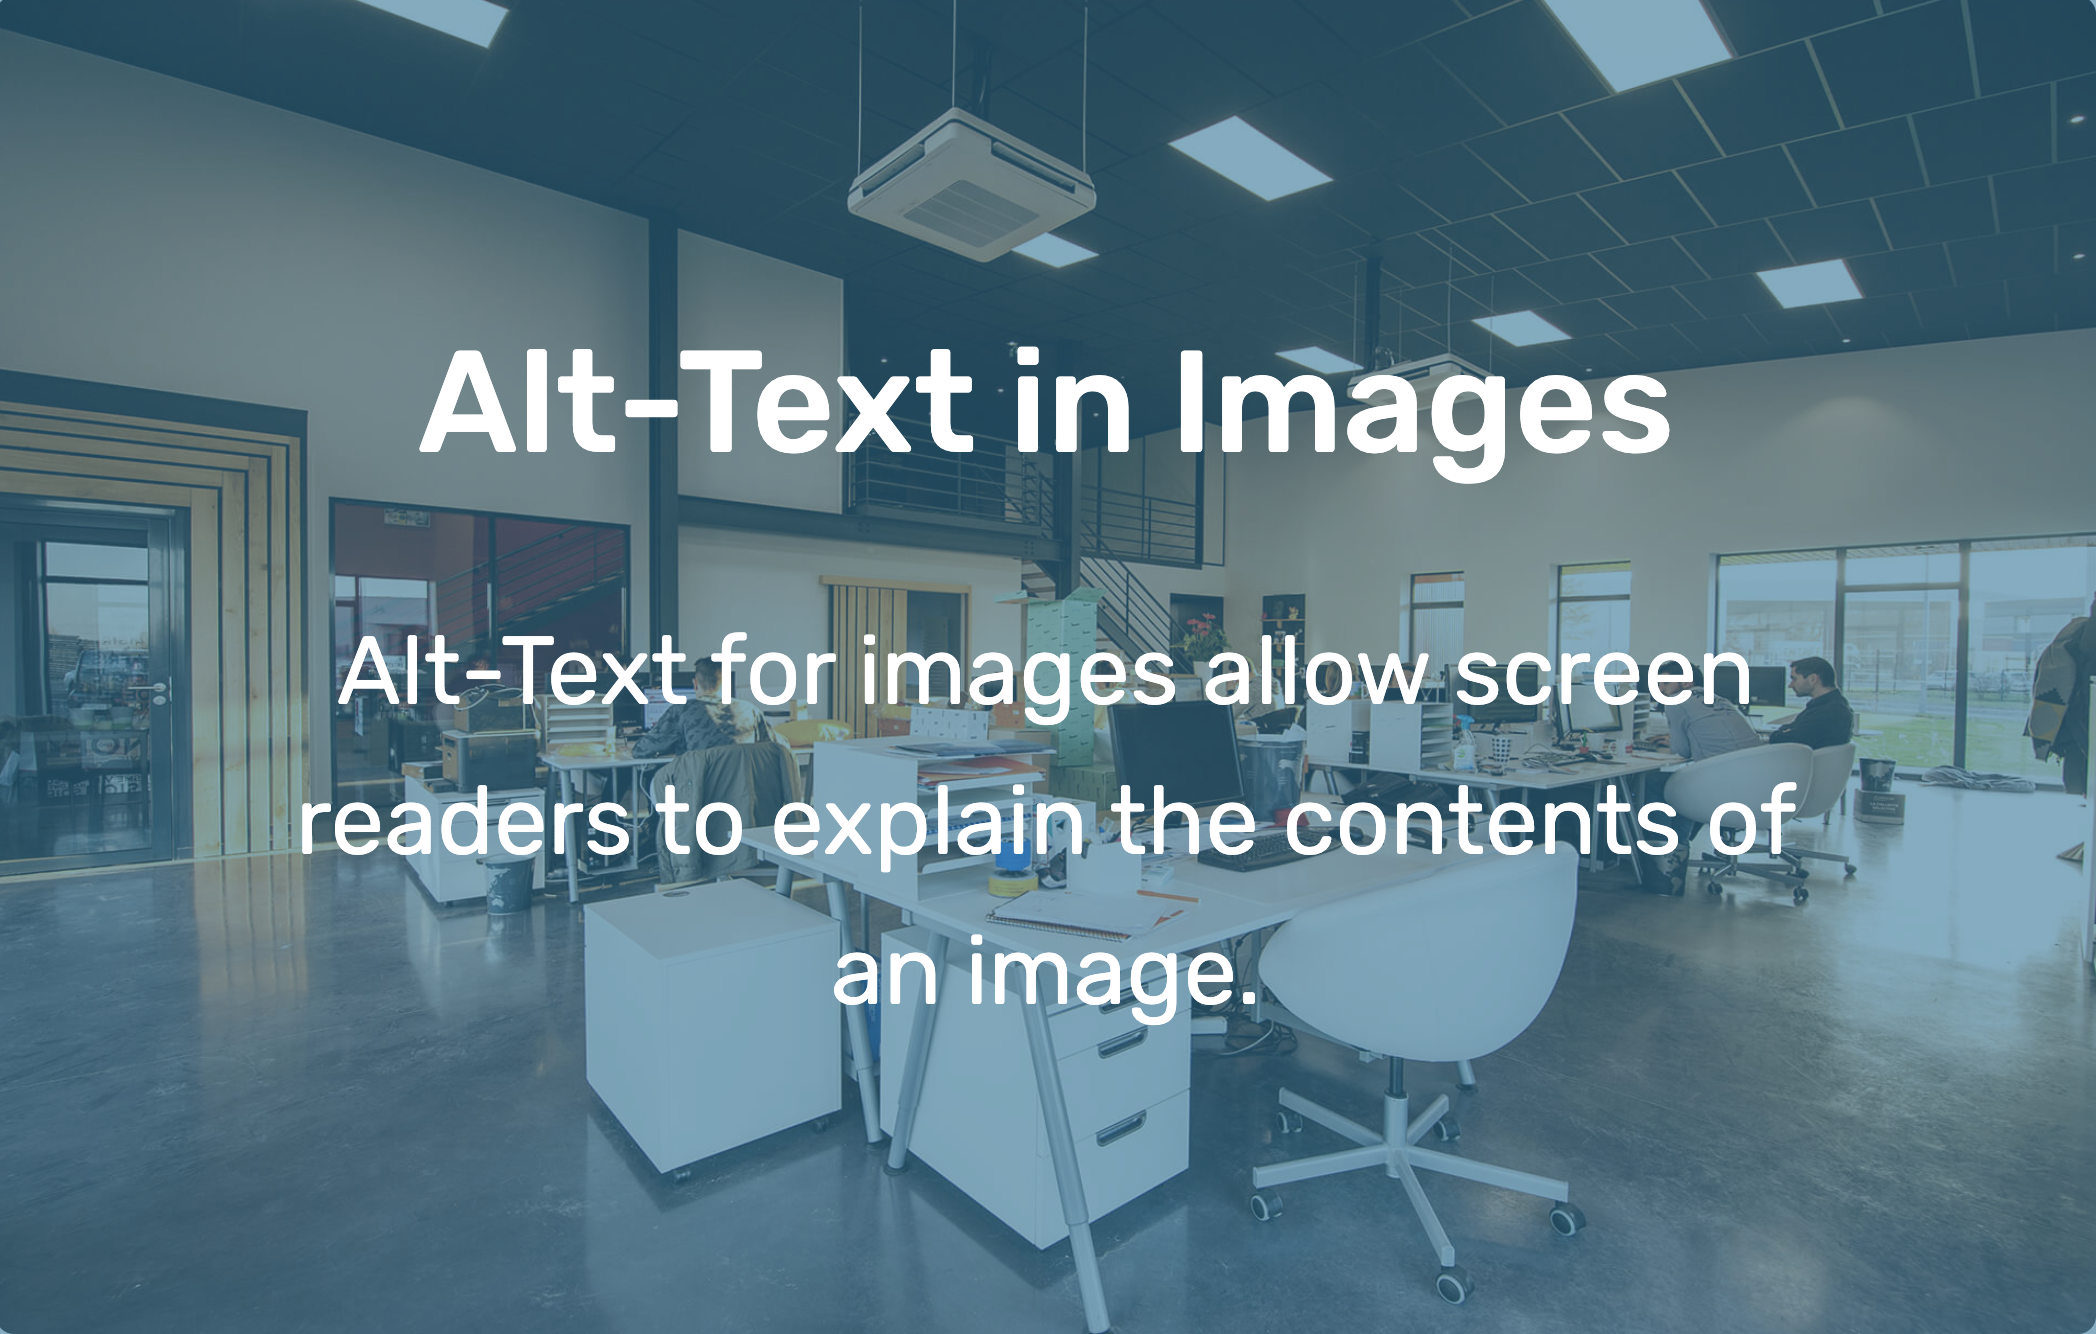 Alt-Text in Images
Alt-Text for images allow screen
readers to explain the contents of
an image.